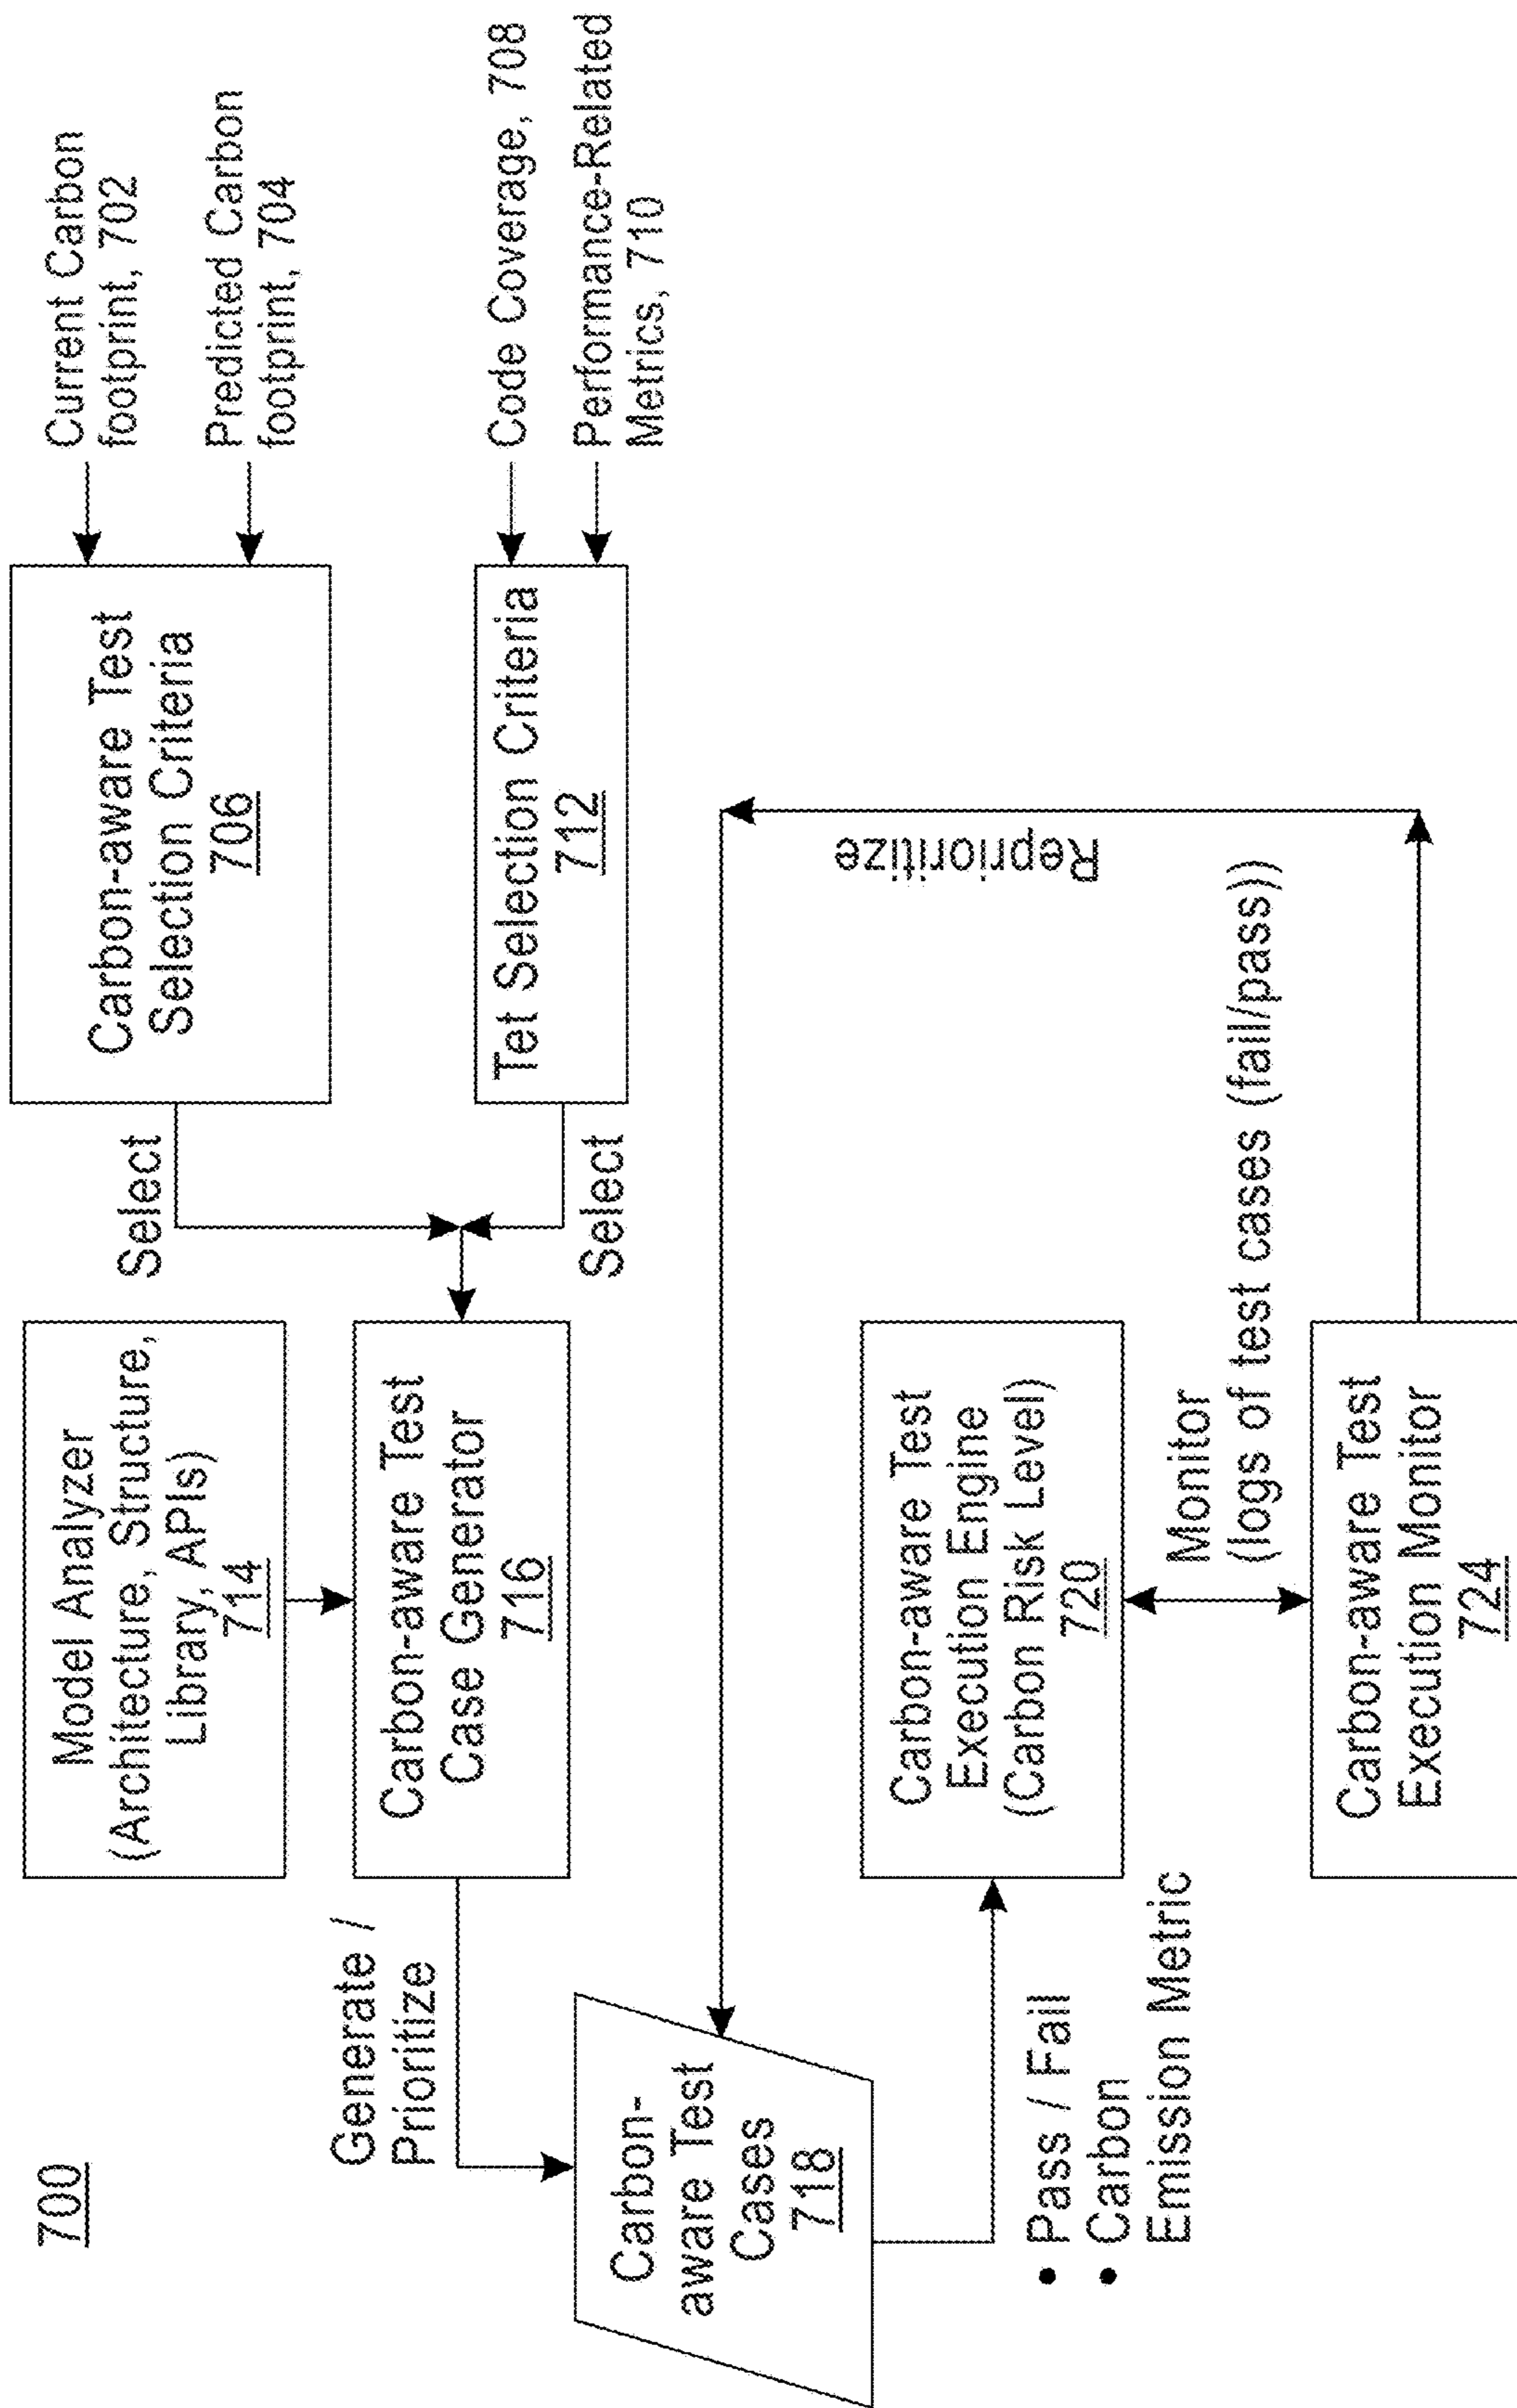 700
Model Analyzer
(Architecture, Structure,
Library, APIs)
714
Select
Carbon-aware Test
Selection Criteria
706
Current Carbon
footprint, 702
Predicted Carbon
footprint, 704
Generate /
Prioritize
Carbon-aware Test
Case Generator
716
Select
Tet Selection Criteria
712
Code Coverage, 708
Performance-Related
Metrics, 710
Carbon-
aware Test
Cases
718
Reprioritize
Carbon-aware Test
Execution Engine
(Carbon Risk Level)
720
• Pass / Fail
• Carbon
Emission Metric
Monitor
(logs of test cases (fail/pass))
Carbon-aware Test
Execution Monitor
724